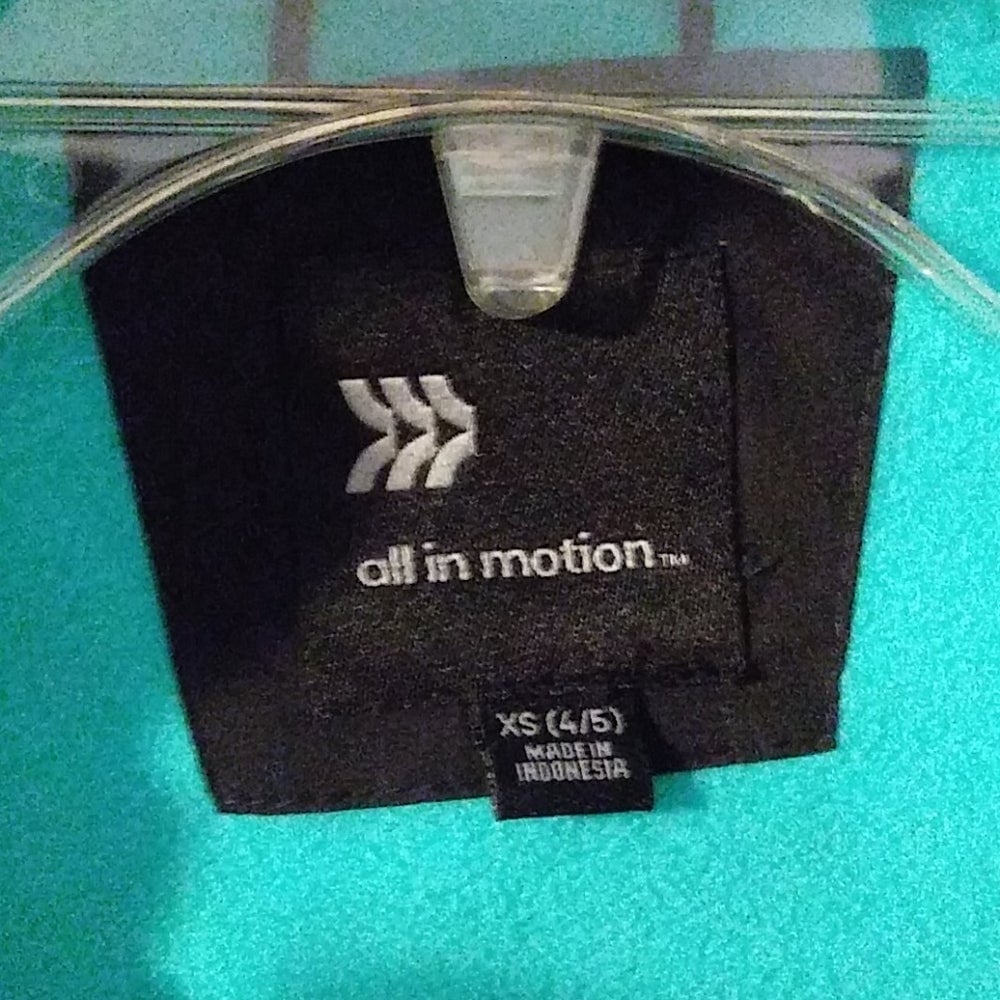 all in motion™
XS (4/5)
MADE IN
INDONESIA